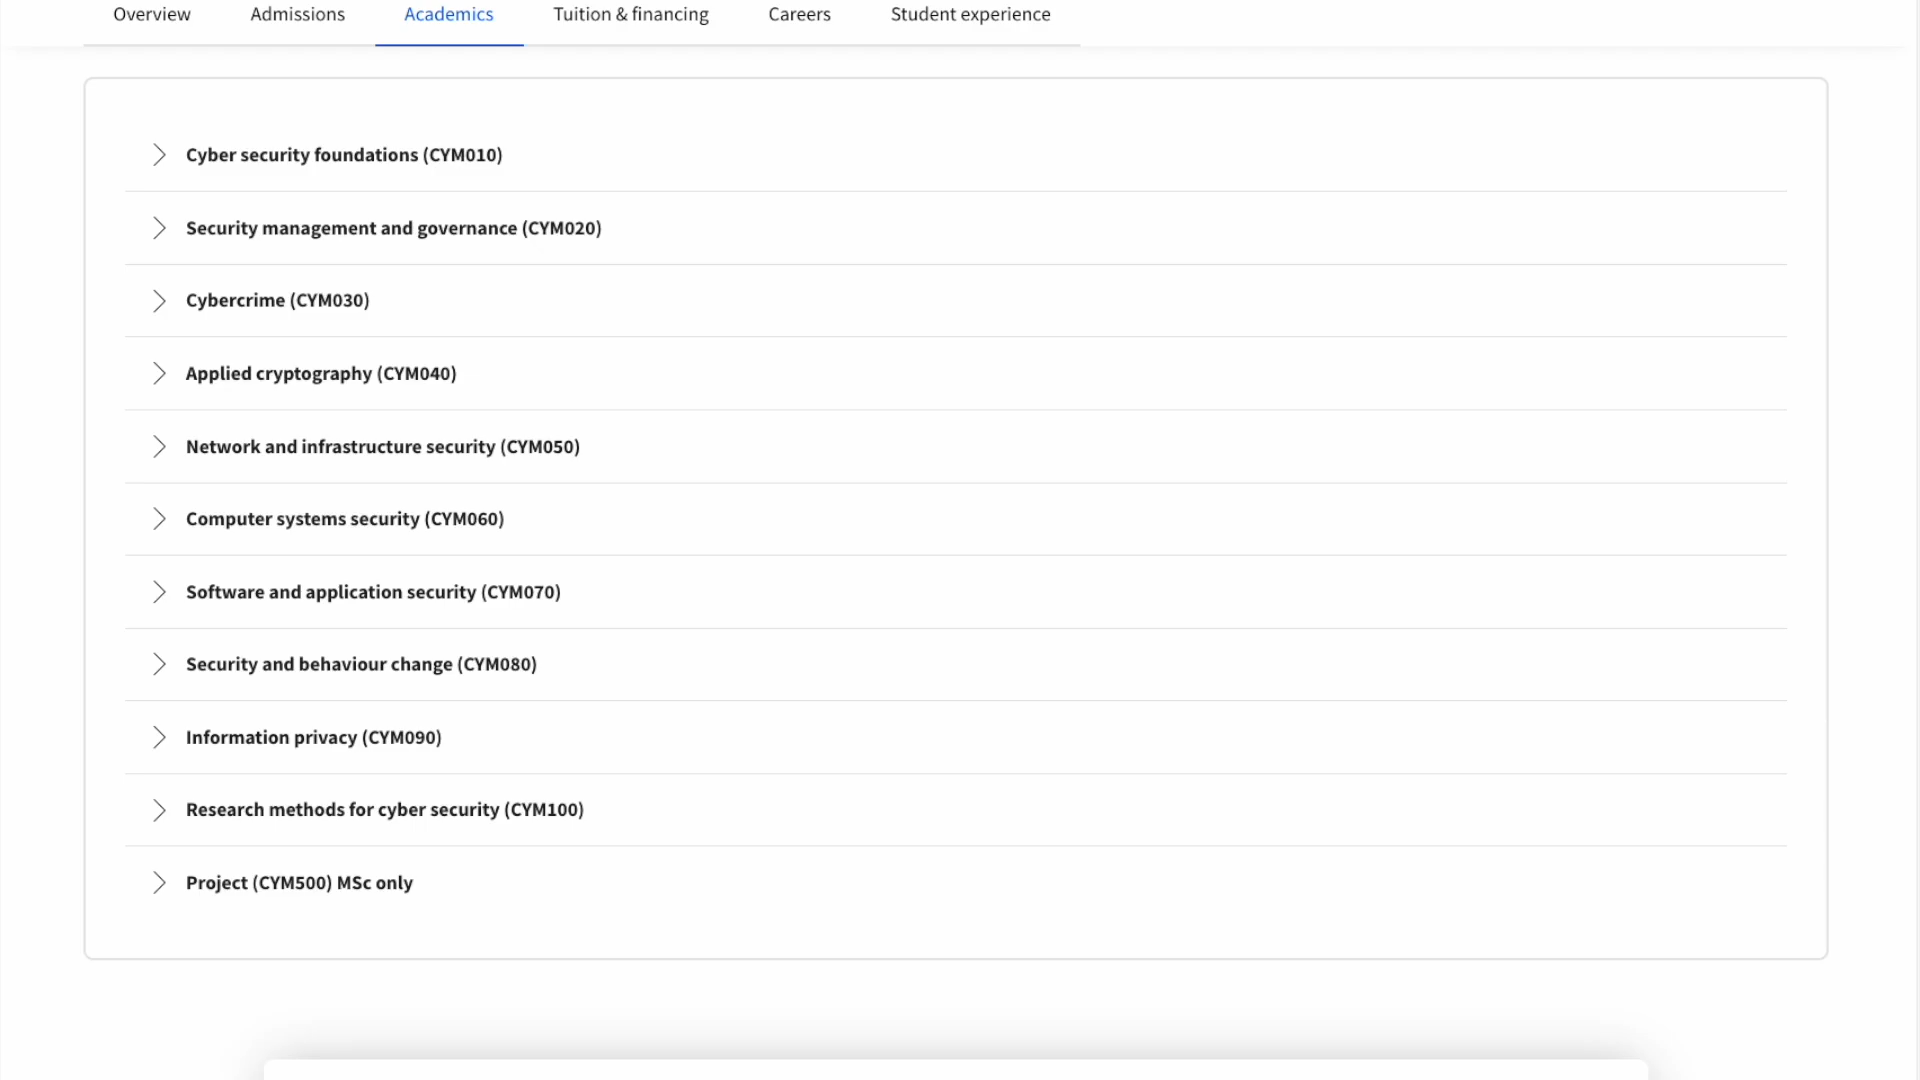 Overview Admissions Academics Tuition & financing Careers Student experience
Cyber security foundations (CYM010)
Security management and governance (CYM020)
Cybercrime (CYM030)
Applied cryptography (CYM040)
Network and infrastructure security (CYM050)
Computer systems security (CYM060)
Software and application security (CYM070)
Security and behaviour change (CYM080)
Information privacy (CYM090)
Research methods for cyber security (CYM100)
Project (CYM500) MSc only